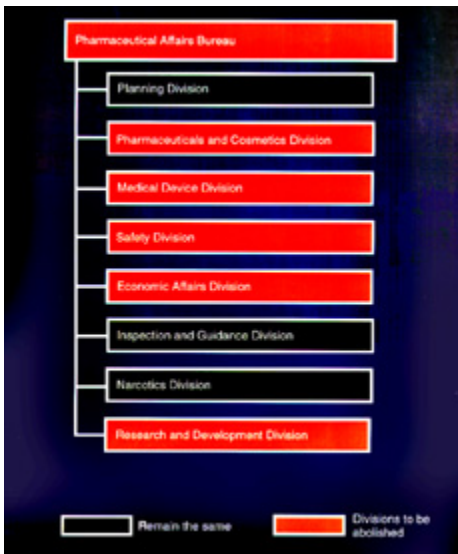 Pharmaceutical Affairs Bureau
Planning Division
Pharmaceuticals and Cosmetics Division
Medical Device Division
Safety Division
Economic Affairs Division
Inspection and Guidance Division
Narcotics Division
Research and Development Division
Remain the same
Divisions to be
abolished